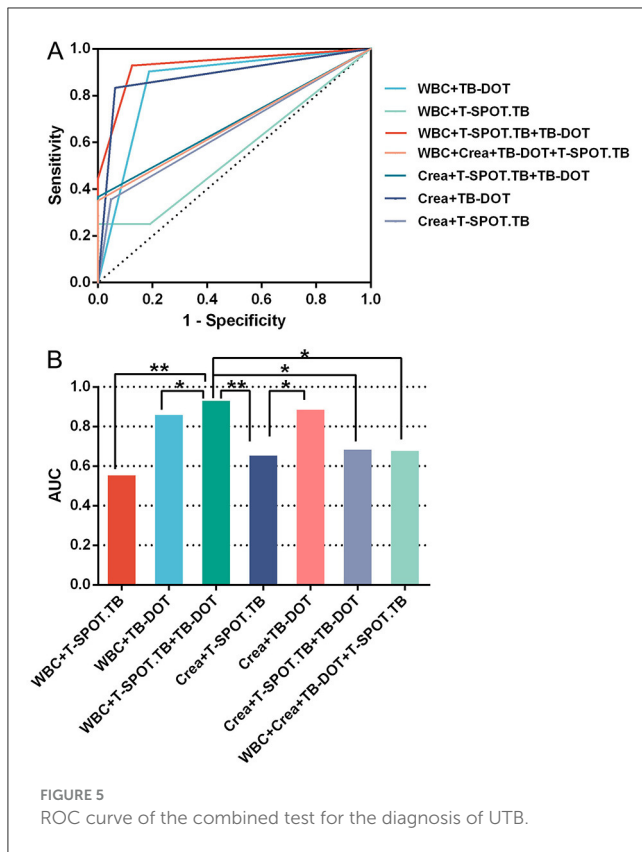 A
1.0
0.8
0.6
0.4
0.2
0.0
Sensitivity
0.0 0.2 0.4 0.6 0.8 1.0
1 - Specificity
WBC+TB-DOT
WBC+T-SPOT.TB
WBC+T-SPOT.TB+TB-DOT
WBC+Crea+TB-DOT+T-SPOT.TB
Crea+T-SPOT.TB+TB-DOT
Crea+TB-DOT
Crea+T-SPOT.TB
B
*
** *
* ** *
1.0
0.8
0.6
0.4
0.2
0.0
AUC
WBC+T-SPOT.TB
WBC+TB-DOT
WBC+T-SPOT.TB+TB-DOT
Crea+T-SPOT.TB
Crea+TB-DOT
Crea+T-SPOT.TB+TB-DOT
WBC+Crea+TB-DOT+T-SPOT.TB
FIGURE 5
ROC curve of the combined test for the diagnosis of UTB.